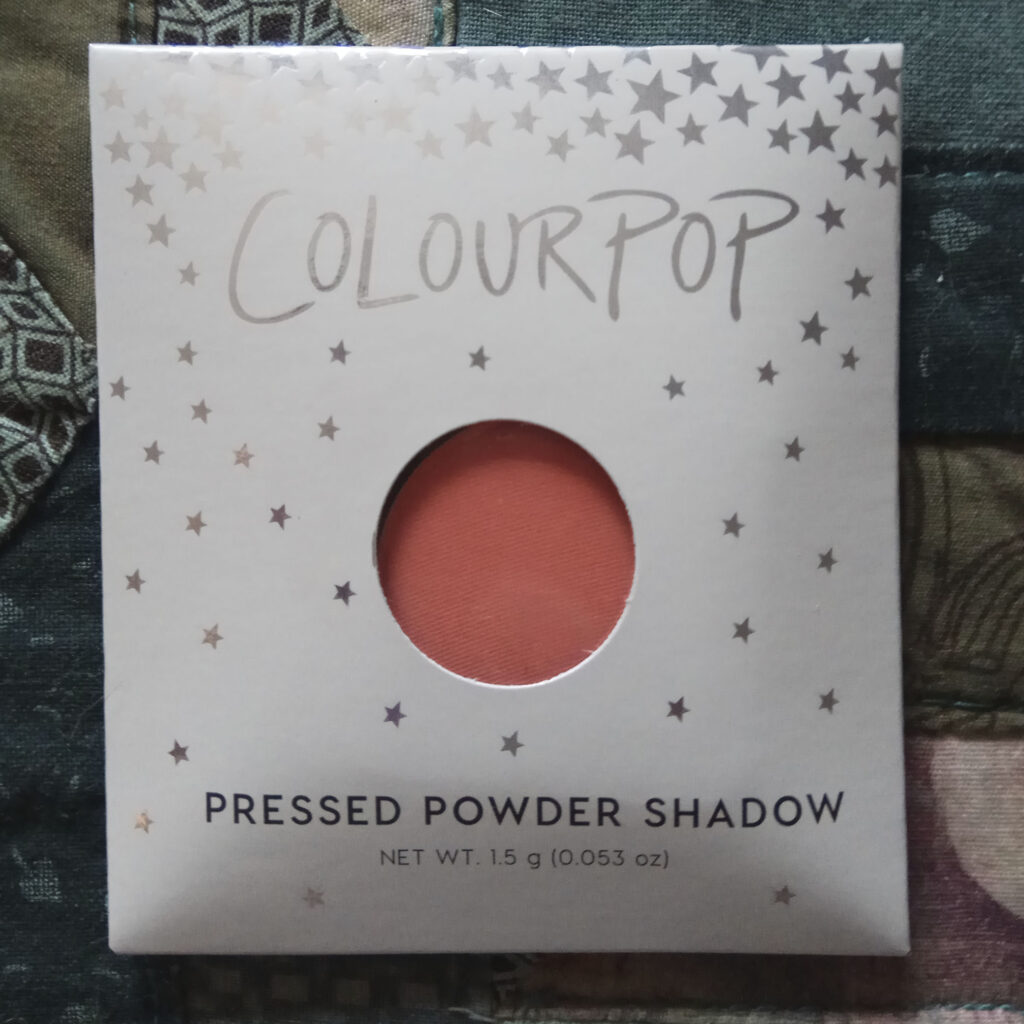 COLOURPOP
PRESSED POWDER SHADOW
NET WT. 1.5 g (0.053 oz)